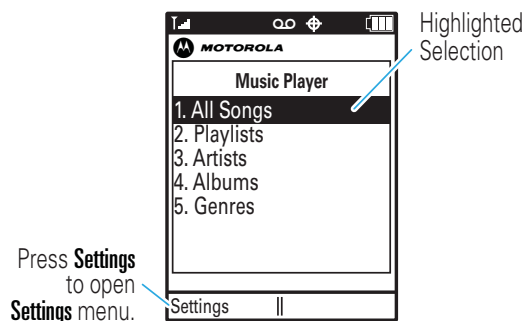 Highlighted
Selection
MOTOROLA
Music Player
1. All Songs
2. Playlists
3. Artists
4. Albums
5. Genres
Press Settings
to open
Settings menu.
Settings